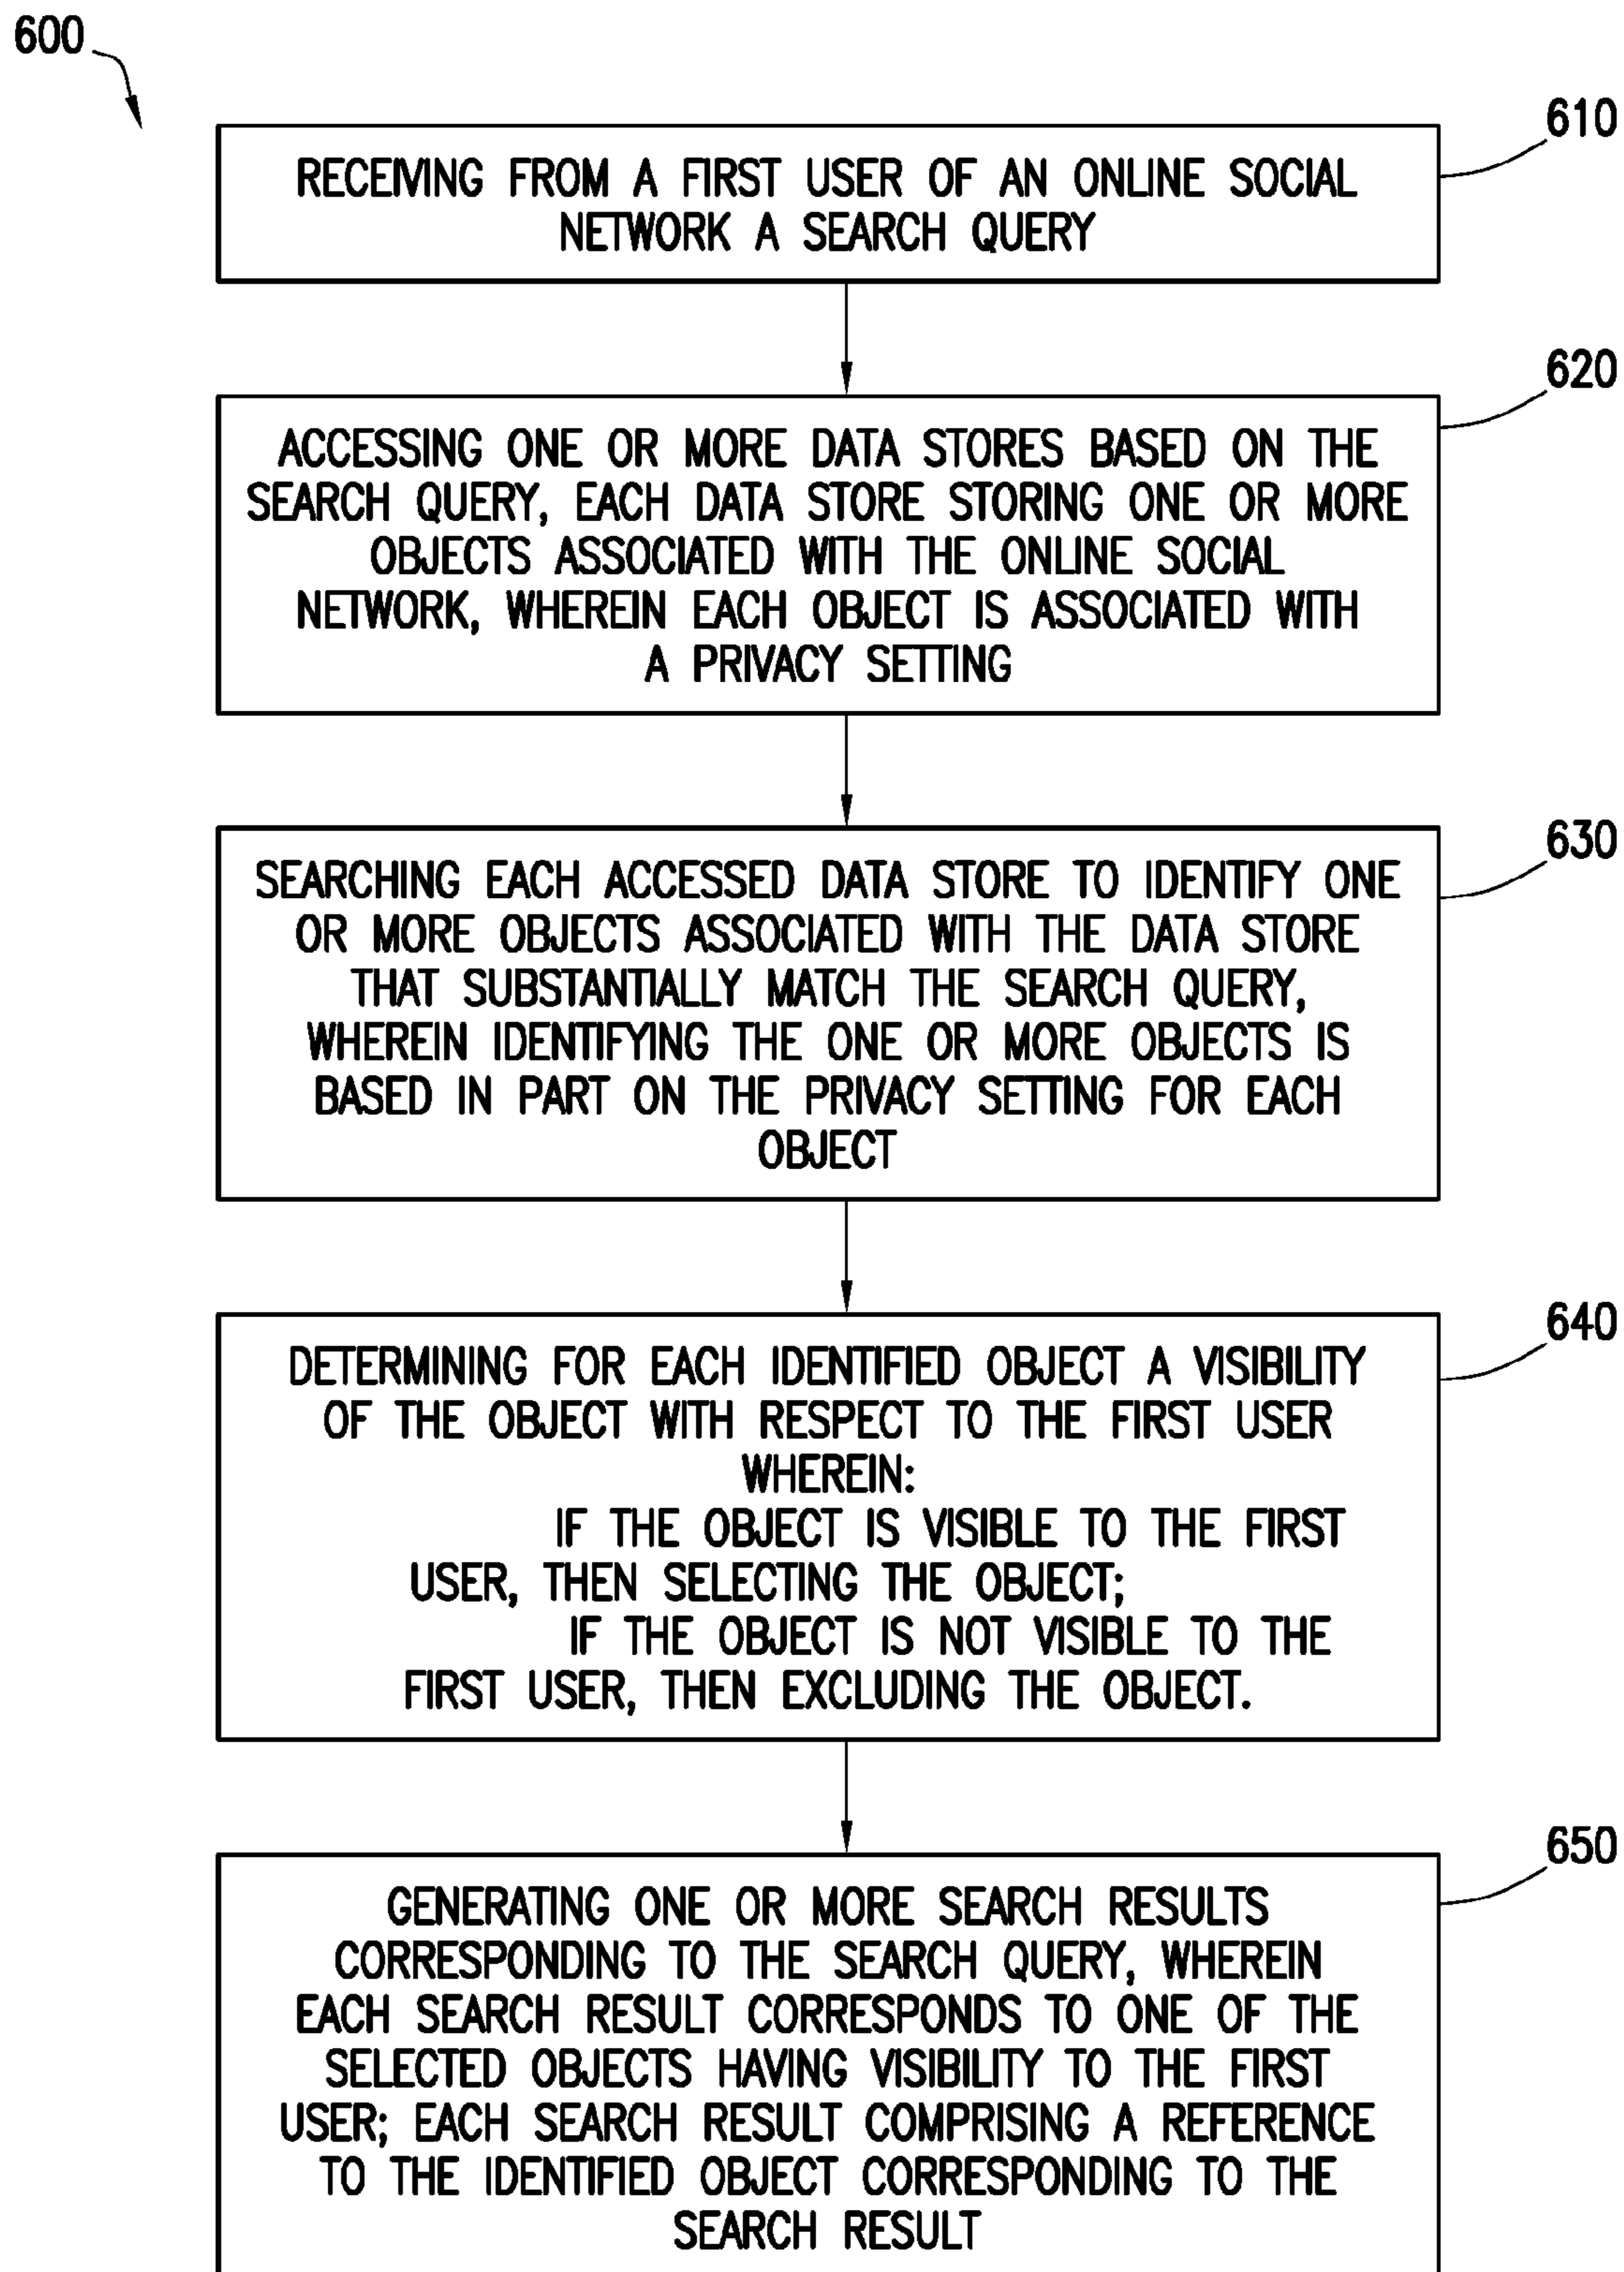 600
610
RECEIVING FROM A FIRST USER OF AN ONLINE SOCIAL
NETWORK A SEARCH QUERY
620
ACCESSING ONE OR MORE DATA STORES BASED ON THE
SEARCH QUERY, EACH DATA STORE STORING ONE OR MORE
OBJECTS ASSOCIATED WITH THE ONLINE SOCIAL
NETWORK, WHEREIN EACH OBJECT IS ASSOCIATED WITH
A PRIVACY SETTING
630
SEARCHING EACH ACCESSED DATA STORE TO IDENTIFY ONE
OR MORE OBJECTS ASSOCIATED WITH THE DATA STORE
THAT SUBSTANTIALLY MATCH THE SEARCH QUERY,
WHEREIN IDENTIFYING THE ONE OR MORE OBJECTS IS
BASED IN PART ON THE PRIVACY SETTING FOR EACH
OBJECT
640
DETERMINING FOR EACH IDENTIFIED OBJECT A VISIBILITY
OF THE OBJECT WITH RESPECT TO THE FIRST USER
WHEREIN:
IF THE OBJECT IS VISIBLE TO THE FIRST
USER, THEN SELECTING THE OBJECT;
IF THE OBJECT IS NOT VISIBLE TO THE
FIRST USER, THEN EXCLUDING THE OBJECT.
650
GENERATING ONE OR MORE SEARCH RESULTS
CORRESPONDING TO THE SEARCH QUERY, WHEREIN
EACH SEARCH RESULT CORRESPONDS TO ONE OF THE
SELECTED OBJECTS HAVING VISIBILITY TO THE FIRST
USER; EACH SEARCH RESULT COMPRISING A REFERENCE
TO THE IDENTIFIED OBJECT CORRESPONDING TO THE
SEARCH RESULT